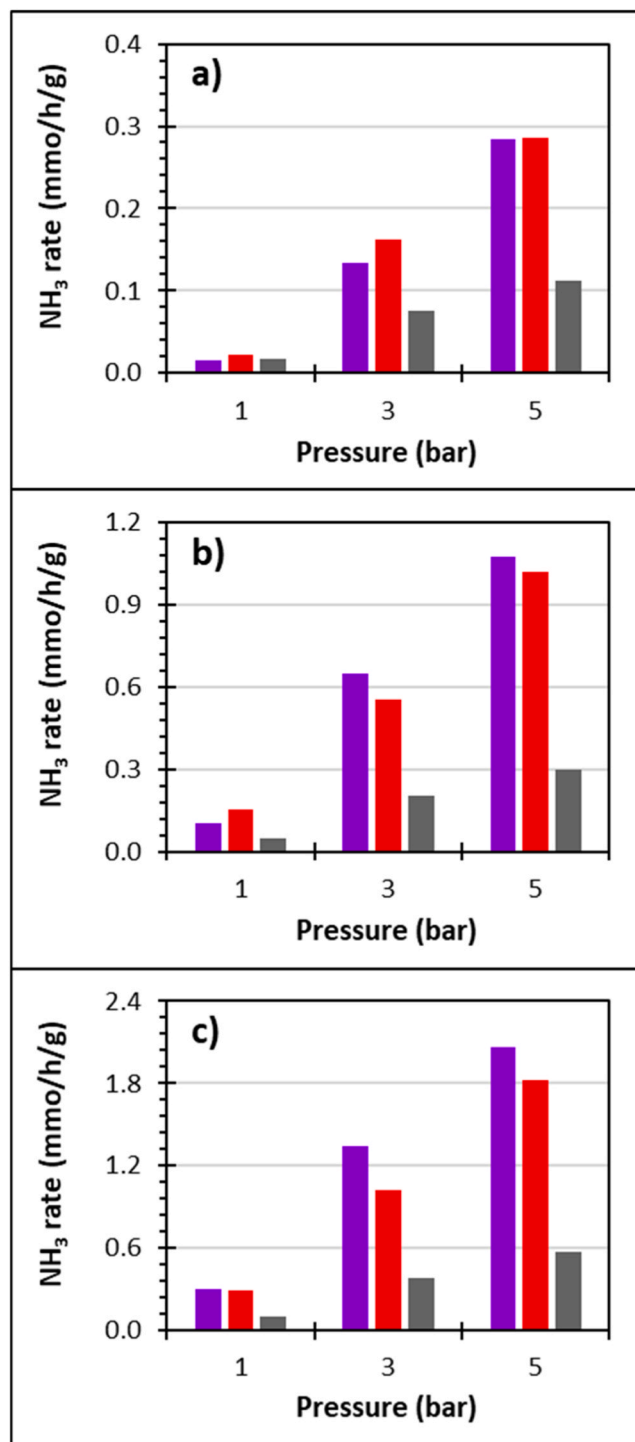 a)
NH₃ rate (mmo/h/g)
0.4
0.3
0.2
0.1
0.0
1 3 5
Pressure (bar)
b)
NH₃ rate (mmo/h/g)
1.2
0.9
0.6
0.3
0.0
1 3 5
Pressure (bar)
c)
NH₃ rate (mmo/h/g)
2.4
1.8
1.2
0.6
0.0
1 3 5
Pressure (bar)